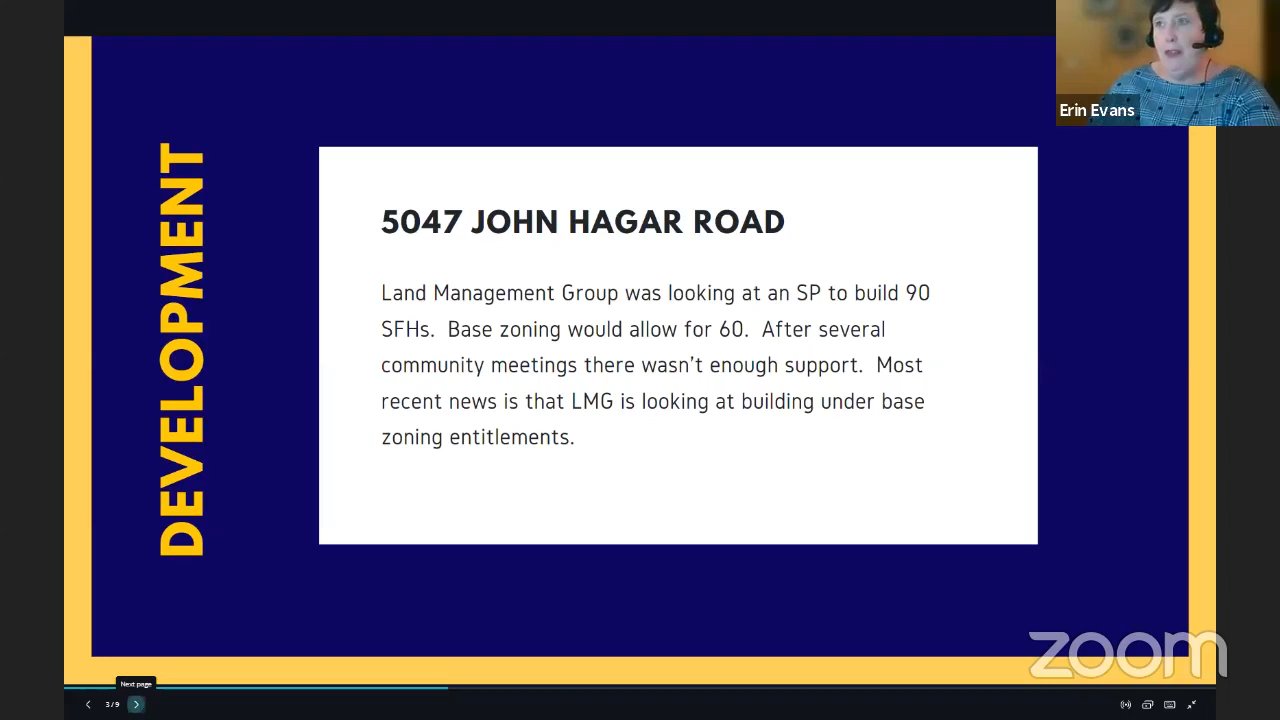 Erin Evans
DEVELOPMENT
5047 JOHN HAGAR ROAD
Land Management Group was looking at an SP to build 90
SFHs.  Base zoning would allow for 60.  After several
community meetings there wasn't enough support.  Most
recent news is that LMG is looking at building under base
zoning entitlements.
zoom
Next page
3/9